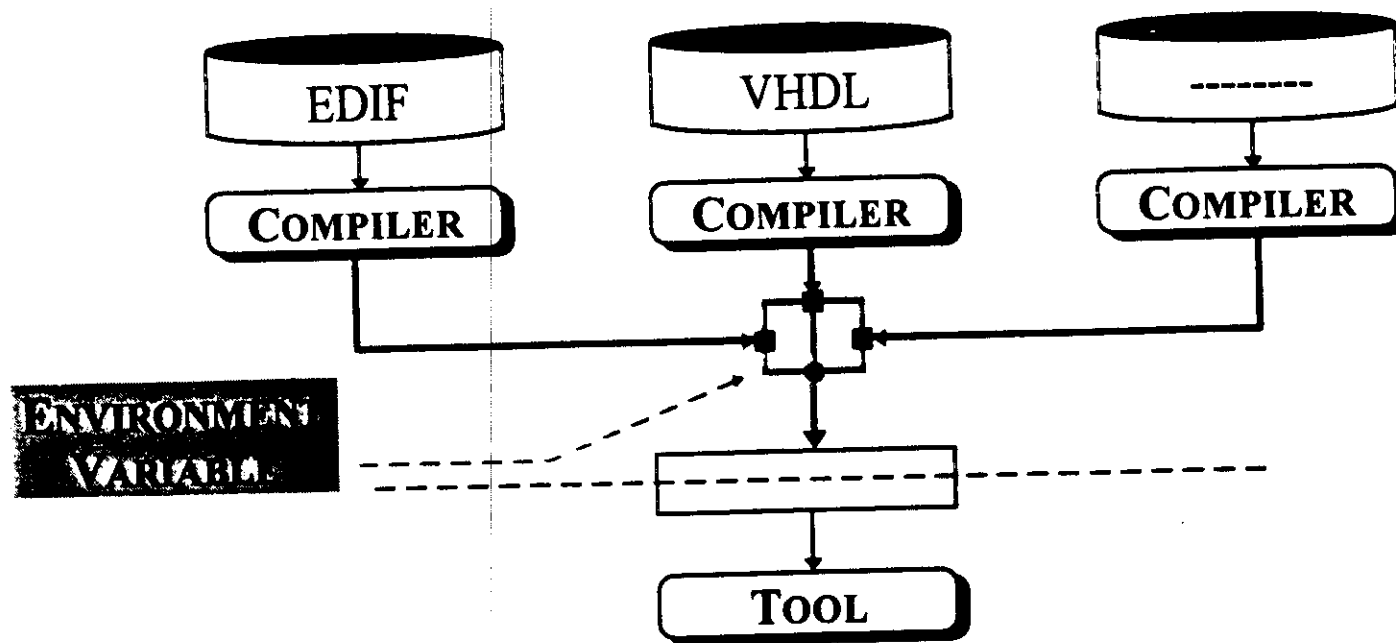 EDIF
VHDL
--------
COMPILER
COMPILER
COMPILER
ENVIRONMENT
VARIABLE
TOOL